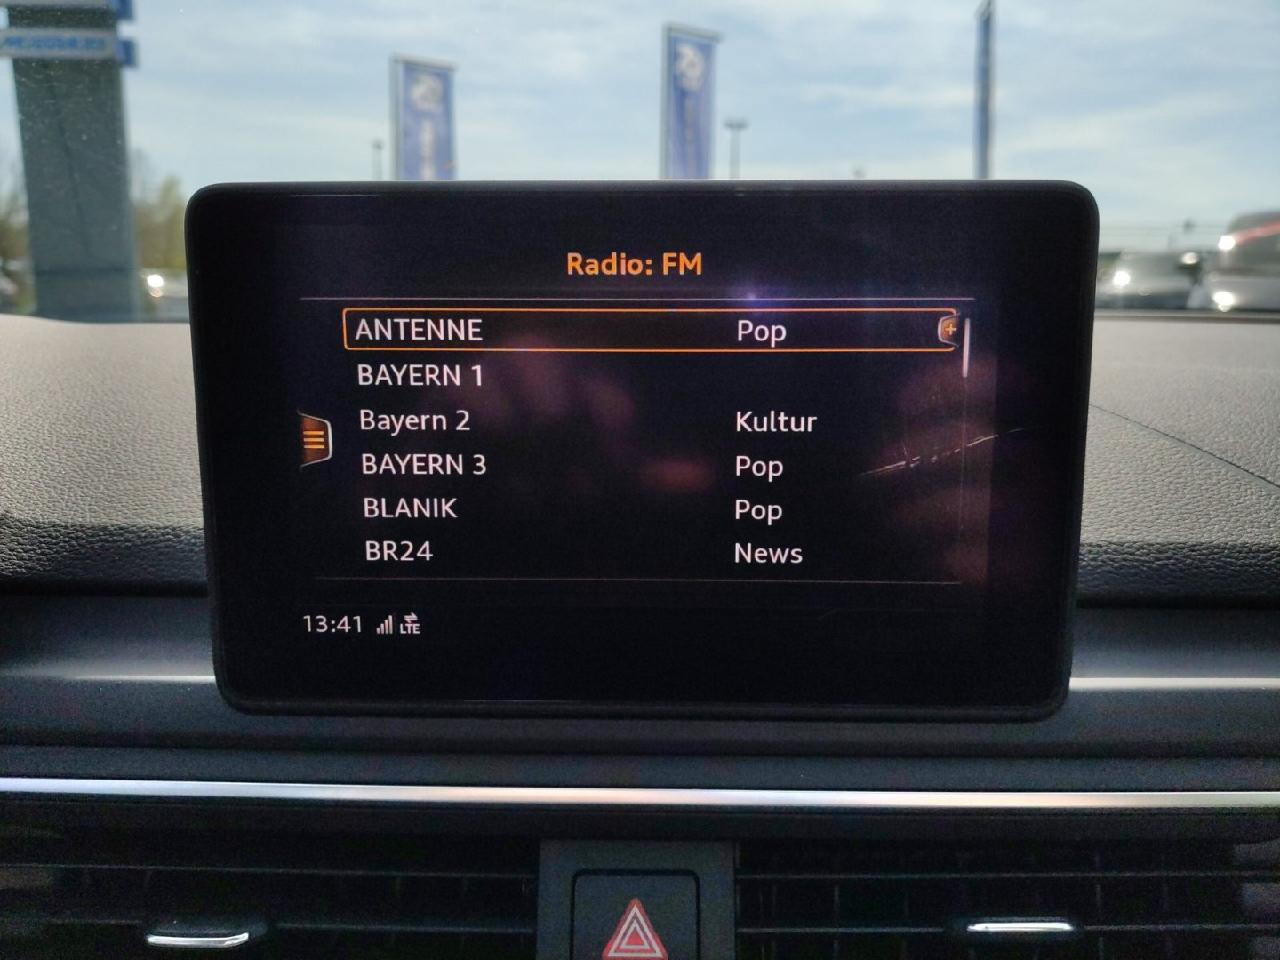 Radio: FM
ANTENNE Pop
BAYERN 1
Bayern 2 Kultur
BAYERN 3 Pop
BLANIK Pop
BR24 News
13:41 LTE